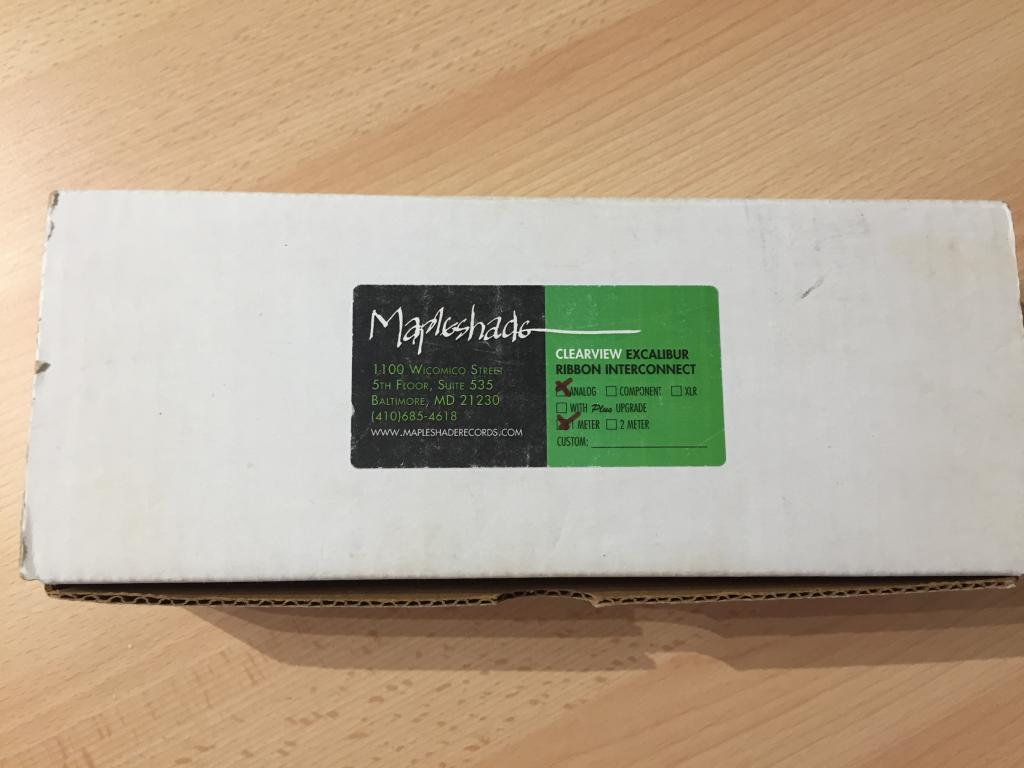 Mapleshade
1100 Wicomico Street
5th Floor, Suite 535
Baltimore, MD 21230
(410)685-4618
www.mapleshaderecords.com
CLEARVIEW EXCALIBUR
RIBBON INTERCONNECT
ANALOG COMPONENT XLR
WITH Plus UPGRADE
1 METER 2 METER
CUSTOM: